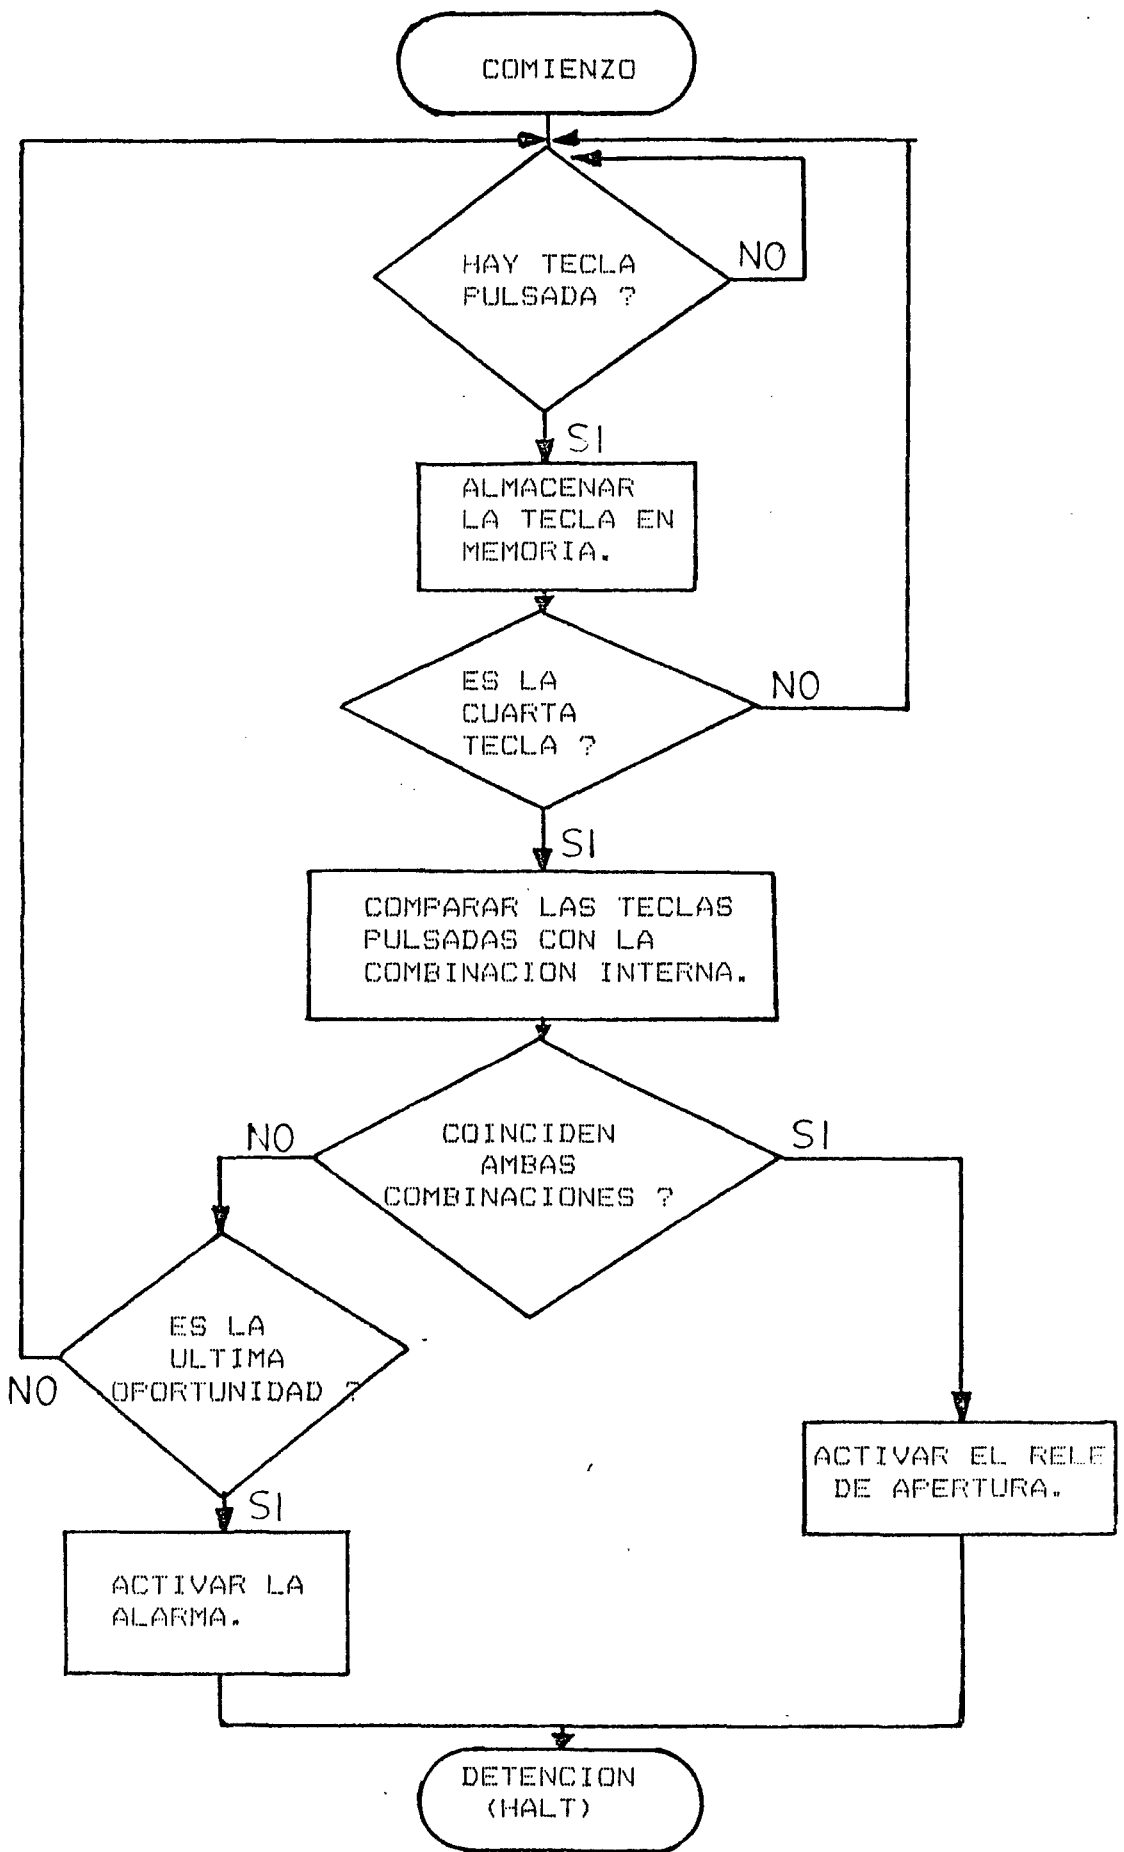 COMIENZO
HAY TECLA
PULSADA ?
NO
SI
ALMACENAR
LA TECLA EN
MEMORIA.
ES LA
CUARTA
TECLA ?
NO
SI
COMPARAR LAS TECLAS
PULSADAS CON LA
COMBINACION INTERNA.
COINCIDEN
AMBAS
COMBINACIONES ?
NO
SI
ES LA
ULTIMA
OPORTUNIDAD ?
NO
SI
ACTIVAR EL RELE
DE APERTURA.
ACTIVAR LA
ALARMA.
DETENCION
(HALT)